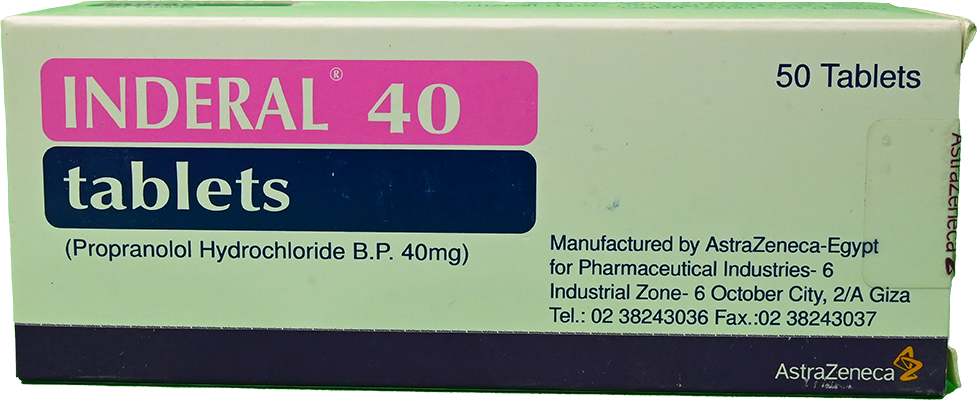 INDERAL® 40
50 Tablets
tablets
(Propranolol Hydrochloride B.P. 40mg)
Manufactured by AstraZeneca-Egypt
for Pharmaceutical Industries- 6
Industrial Zone- 6 October City, 2/A Giza
Tel.: 02 38243036 Fax.:02 38243037
AstraZeneca
AstraZeneca